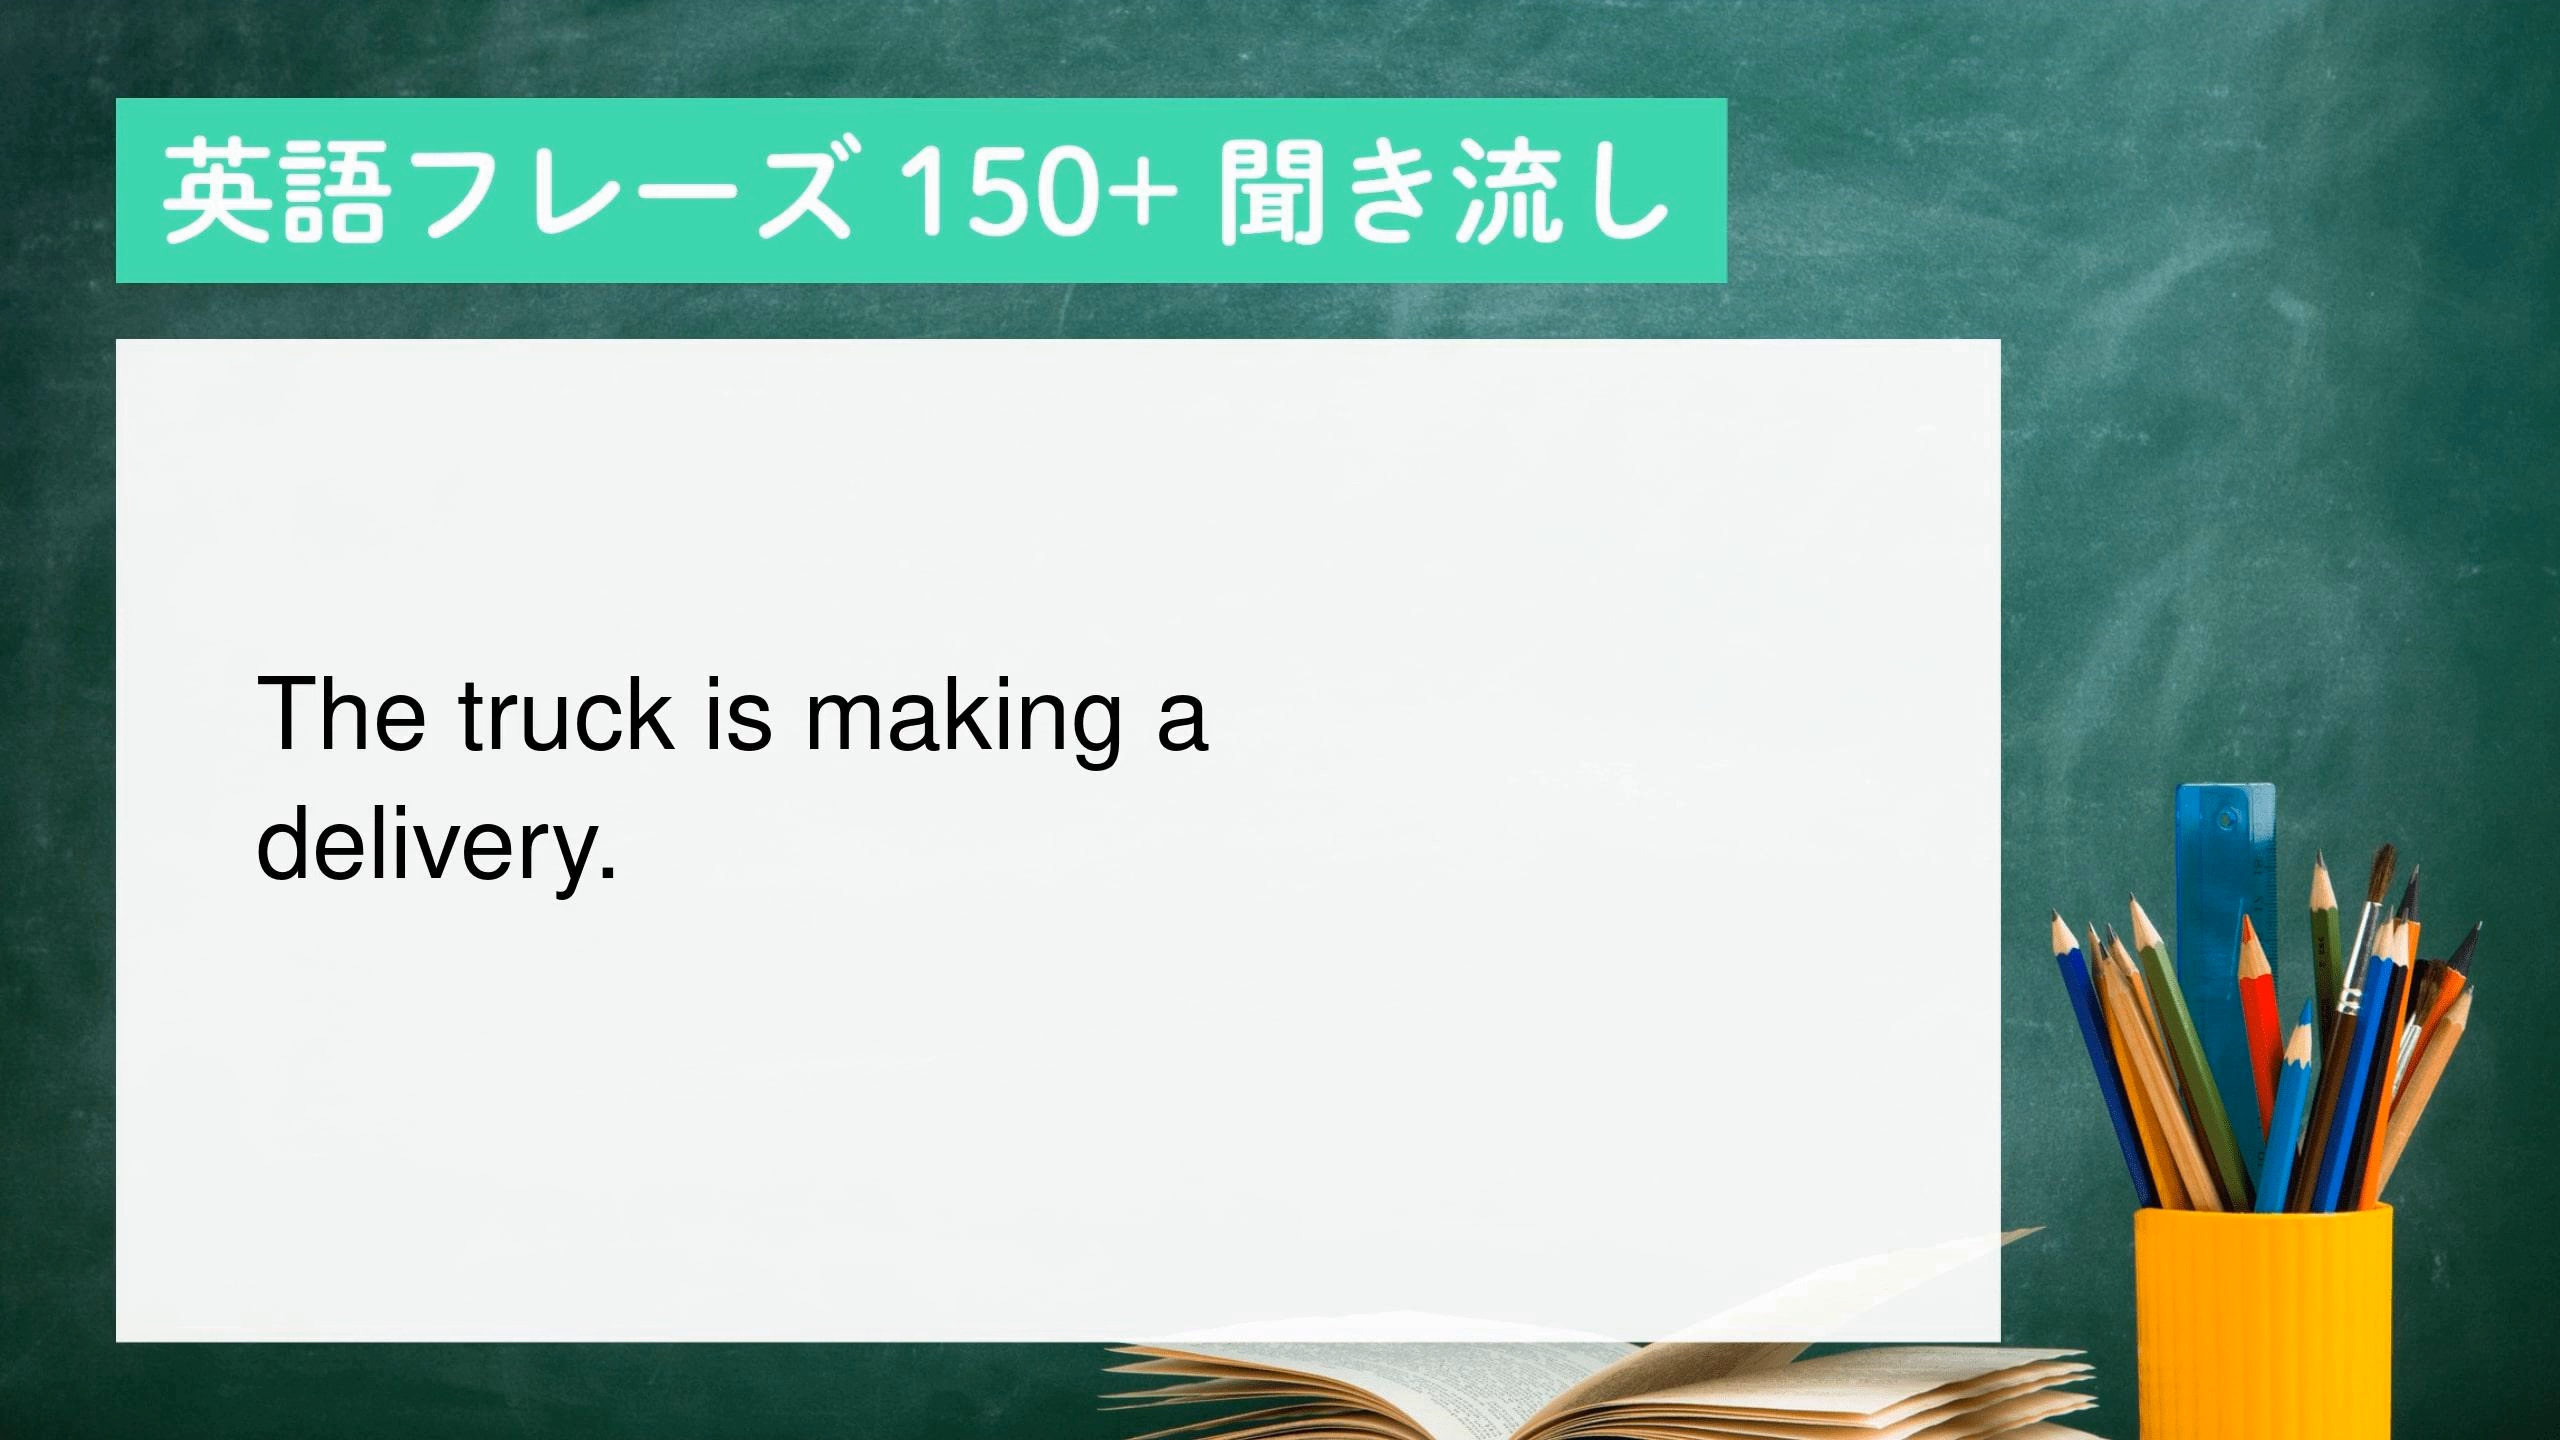 英語フレーズ 150+ 聞き流し
The truck is making a
delivery.